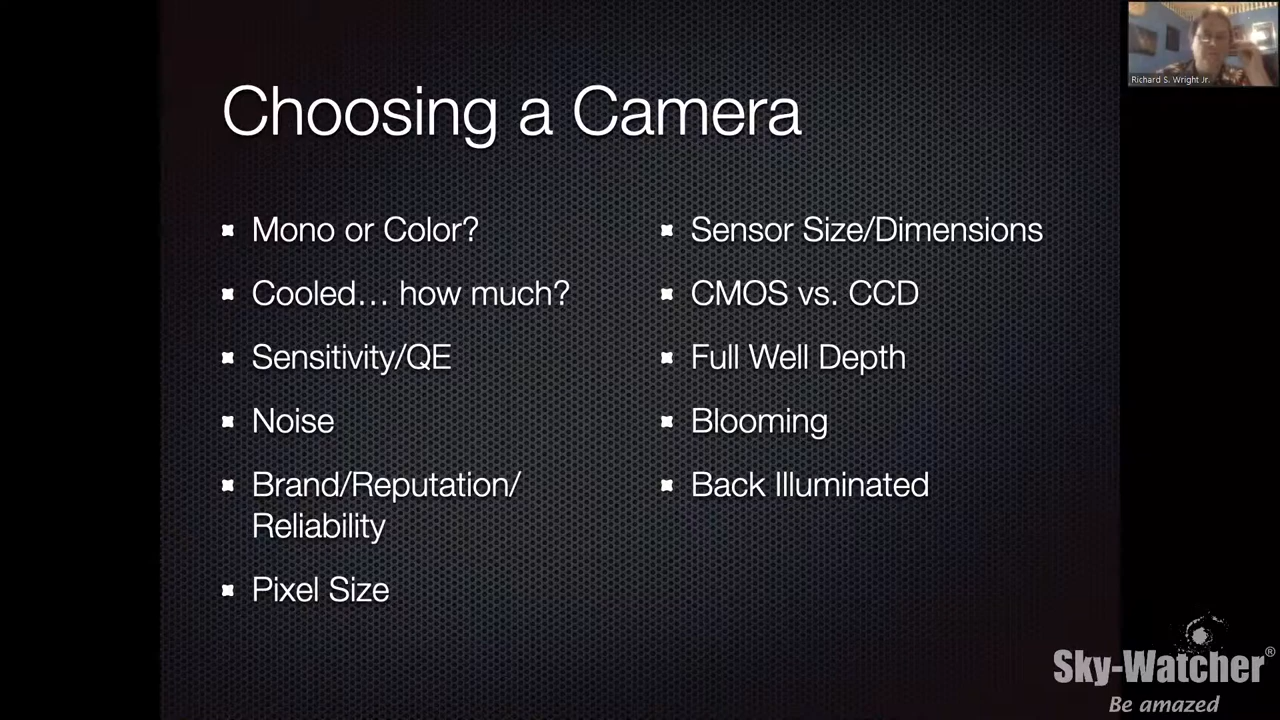 Choosing a Camera
Mono or Color?
Cooled... how much?
Sensitivity/QE
Noise
Brand/Reputation/
Reliability
Pixel Size
Sensor Size/Dimensions
CMOS vs. CCD
Full Well Depth
Blooming
Back Illuminated
Richard S. Wright Jr.
Sky-Watcher®
Be amazed